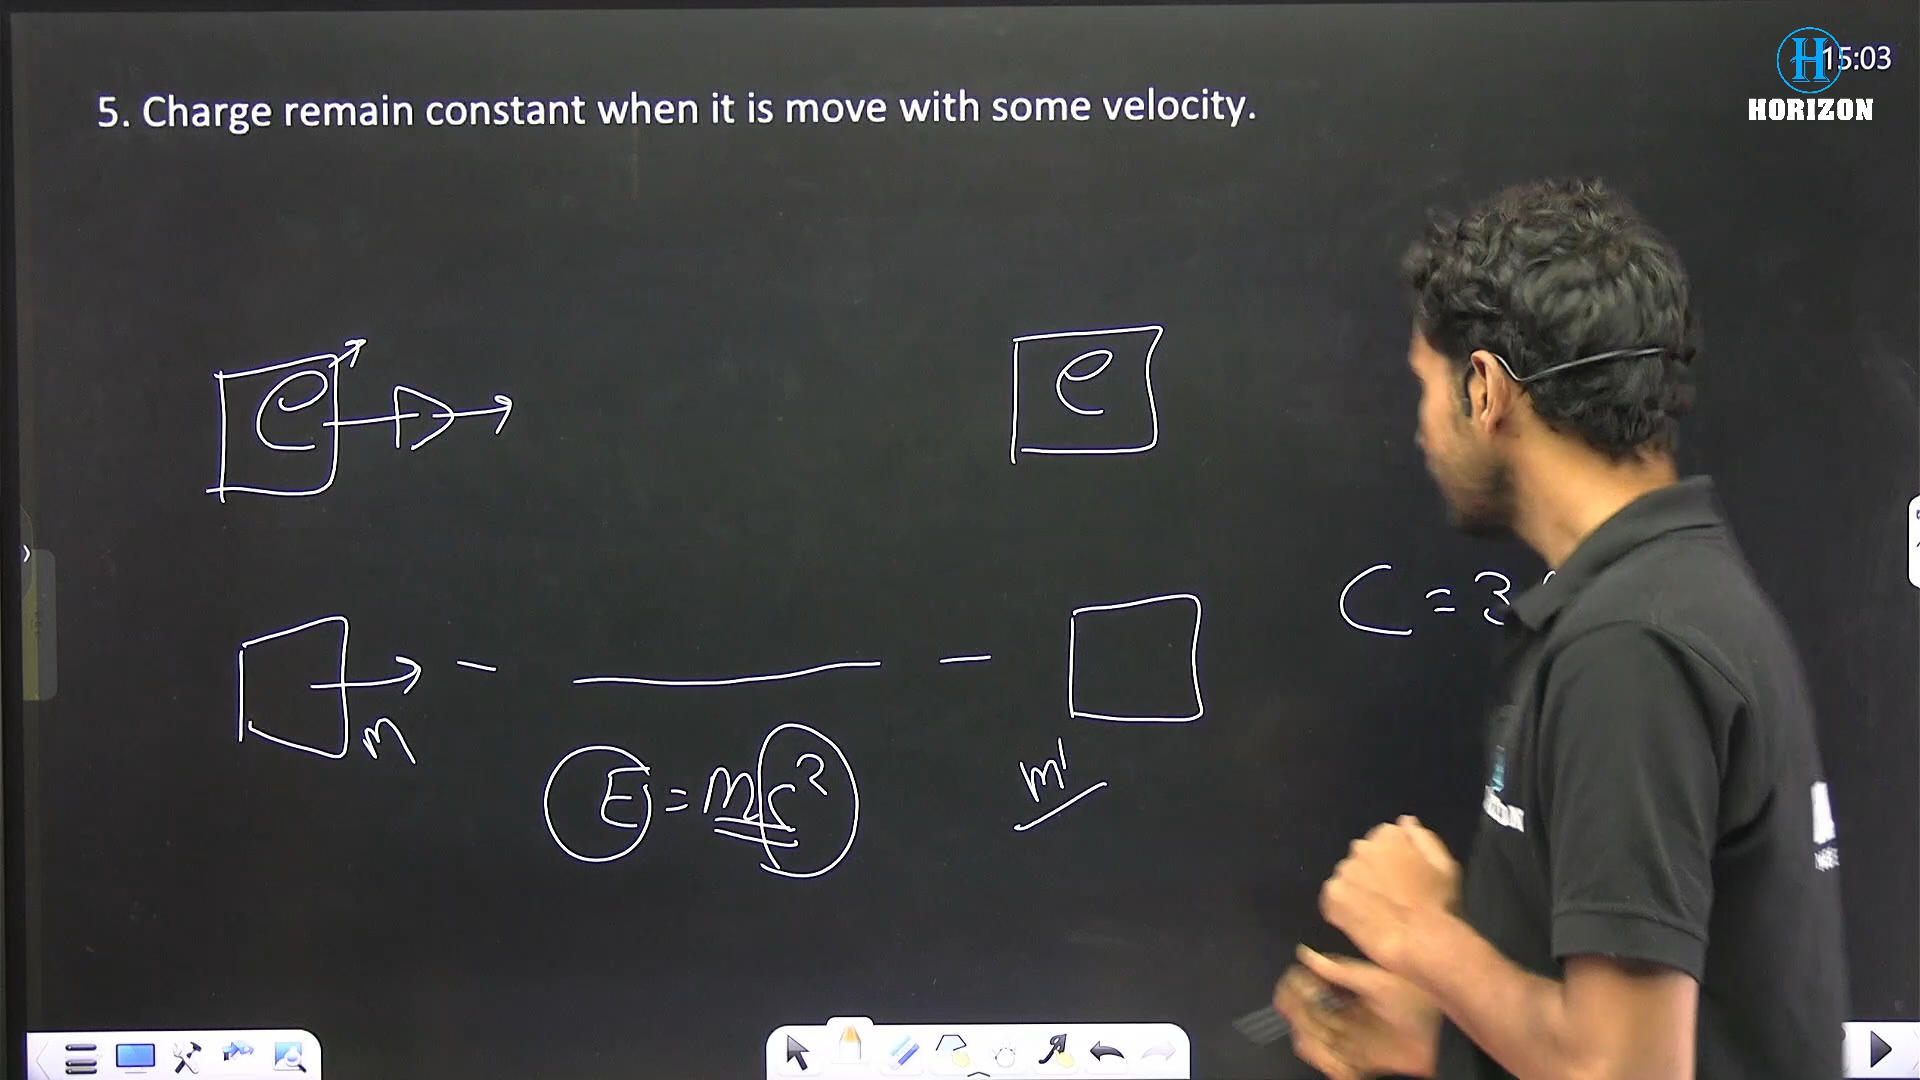 15:03
HORIZON
5. Charge remain constant when it is move with some velocity.
e
e
C = 3
m
E = mc²
m'